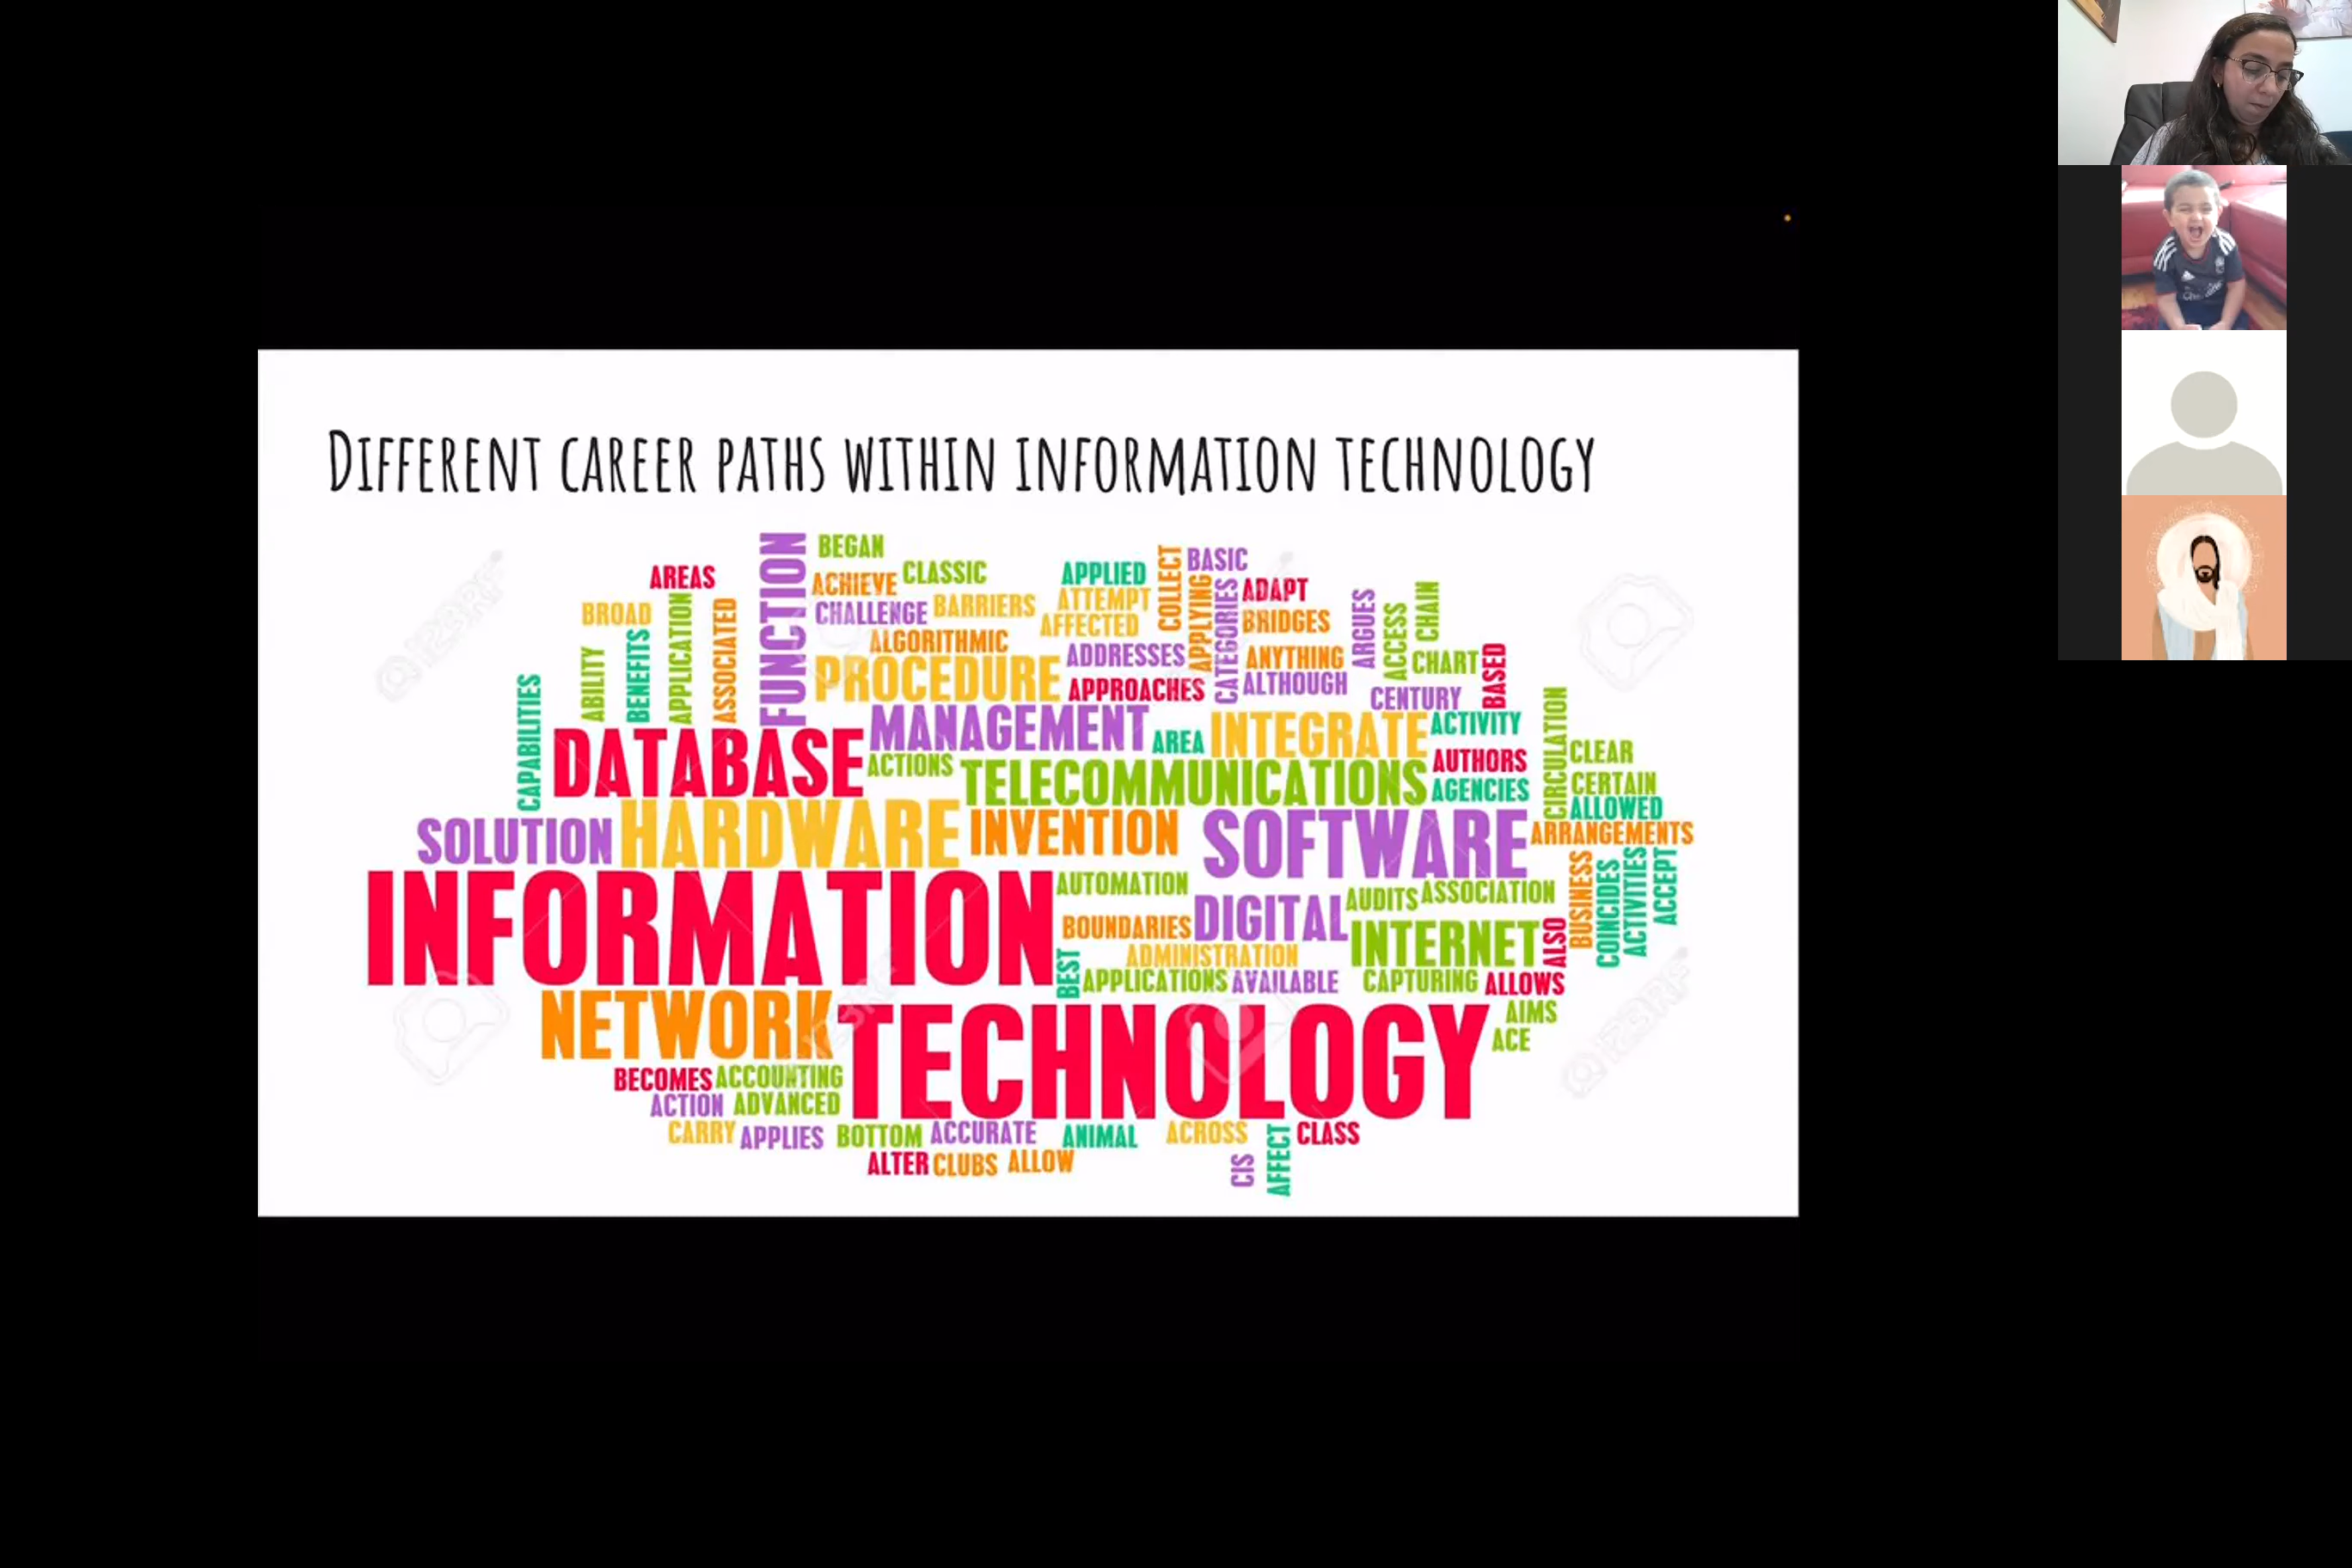 DIFFERENT CAREER PATHS WITHIN INFORMATION TECHNOLOGY
FUNCTION
BEGAN
AREAS
ACHIEVE
CLASSIC
APPLIED
COLLECT
BASIC
BROAD
BENEFITS
APPLICATION
ASSOCIATED
CHALLENGE
BARRIERS
ATTEMPT
APPLYING
CATEGORIES
ADAPT
BRIDGES
ARGUES
ACCESS
CHAIN
AFFECTED
ALGORITHMIC
ABILITY
PROCEDURE
ADDRESSES
ANYTHING
CHART
BASED
APPROACHES
ALTHOUGH
CENTURY
CAPABILITIES
DATABASE
MANAGEMENT
AREA
INTEGRATE
ACTIVITY
CIRCULATION
CLEAR
ACTIONS
TELECOMMUNICATIONS
AUTHORS
AGENCIES
CERTAIN
ALLOWED
SOLUTION
HARDWARE
INVENTION
SOFTWARE
ARRANGEMENTS
INFORMATION
AUTOMATION
DIGITAL
AUDITS
ASSOCIATION
BUSINESS
COINCIDES
ACTIVITIES
ACCEPT
BOUNDARIES
INTERNET
ALSO
ADMINISTRATION
BEST
APPLICATIONS
AVAILABLE
CAPTURING
ALLOWS
NETWORK
TECHNOLOGY
AIMS
ACE
BECOMES
ACCOUNTING
ACTION
ADVANCED
CARRY
APPLIES
BOTTOM
ACCURATE
ANIMAL
ACROSS
AFFECT
CLASS
ALTER
CLUBS
ALLOW
CIS
123RF
123RF
123RF